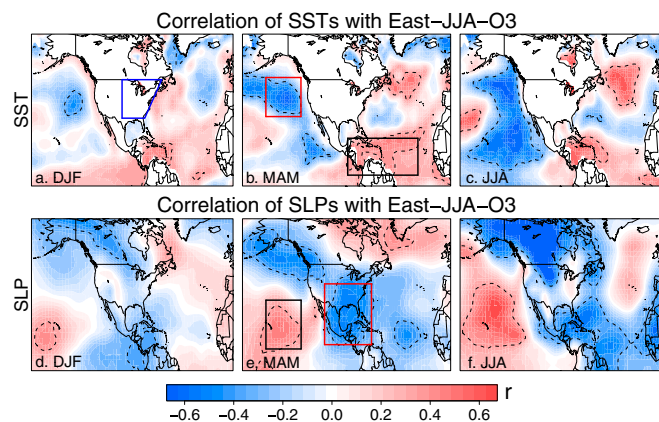 Correlation of SSTs with East−JJA−O3
SST
a. DJF
b. MAM
c. JJA
Correlation of SLPs with East−JJA−O3
SLP
d. DJF
e. MAM
f. JJA
−0.6 −0.4 −0.2 0.0 0.2 0.4 0.6
r